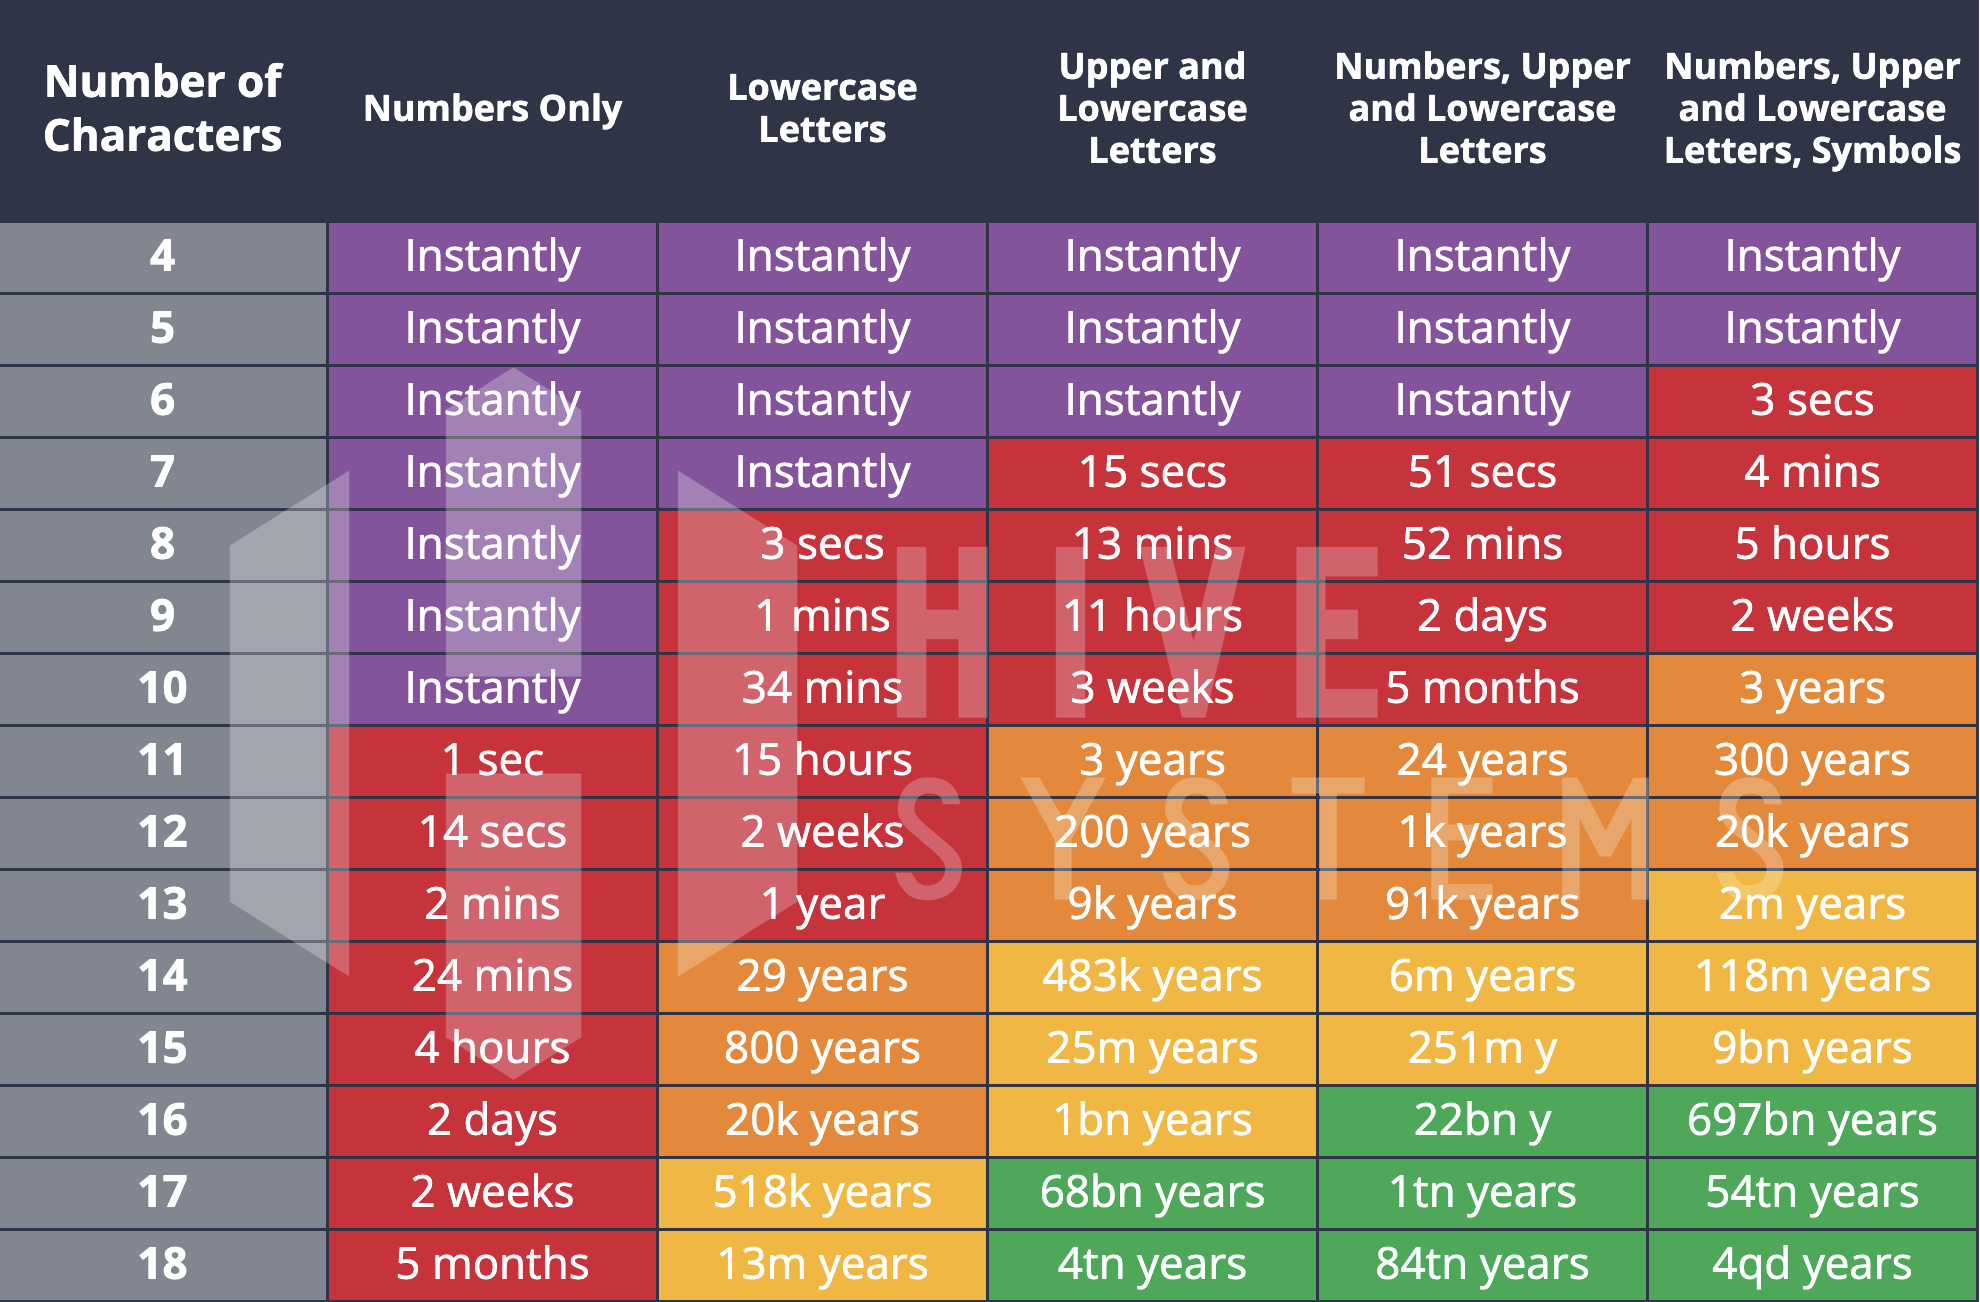 Number of
Characters
Numbers Only
Lowercase
Letters
Upper and
Lowercase
Letters
Numbers, Upper
and Lowercase
Letters
Numbers, Upper
and Lowercase
Letters, Symbols
4 Instantly Instantly Instantly Instantly Instantly
5 Instantly Instantly Instantly Instantly Instantly
6 Instantly Instantly Instantly Instantly 3 secs
7 Instantly Instantly 15 secs 51 secs 4 mins
8 Instantly 3 secs 13 mins 52 mins 5 hours
9 Instantly 1 mins 11 hours 2 days 2 weeks
10 Instantly 34 mins 3 weeks 5 months 3 years
11 1 sec 15 hours 3 years 24 years 300 years
12 14 secs 2 weeks 200 years 1k years 20k years
13 2 mins 1 year 9k years 91k years 2m years
14 24 mins 29 years 483k years 6m years 118m years
15 4 hours 800 years 25m years 251m y 9bn years
16 2 days 20k years 1bn years 22bn y 697bn years
17 2 weeks 518k years 68bn years 1tn years 54tn years
18 5 months 13m years 4tn years 84tn years 4qd years
HIVE
SYSTEMS